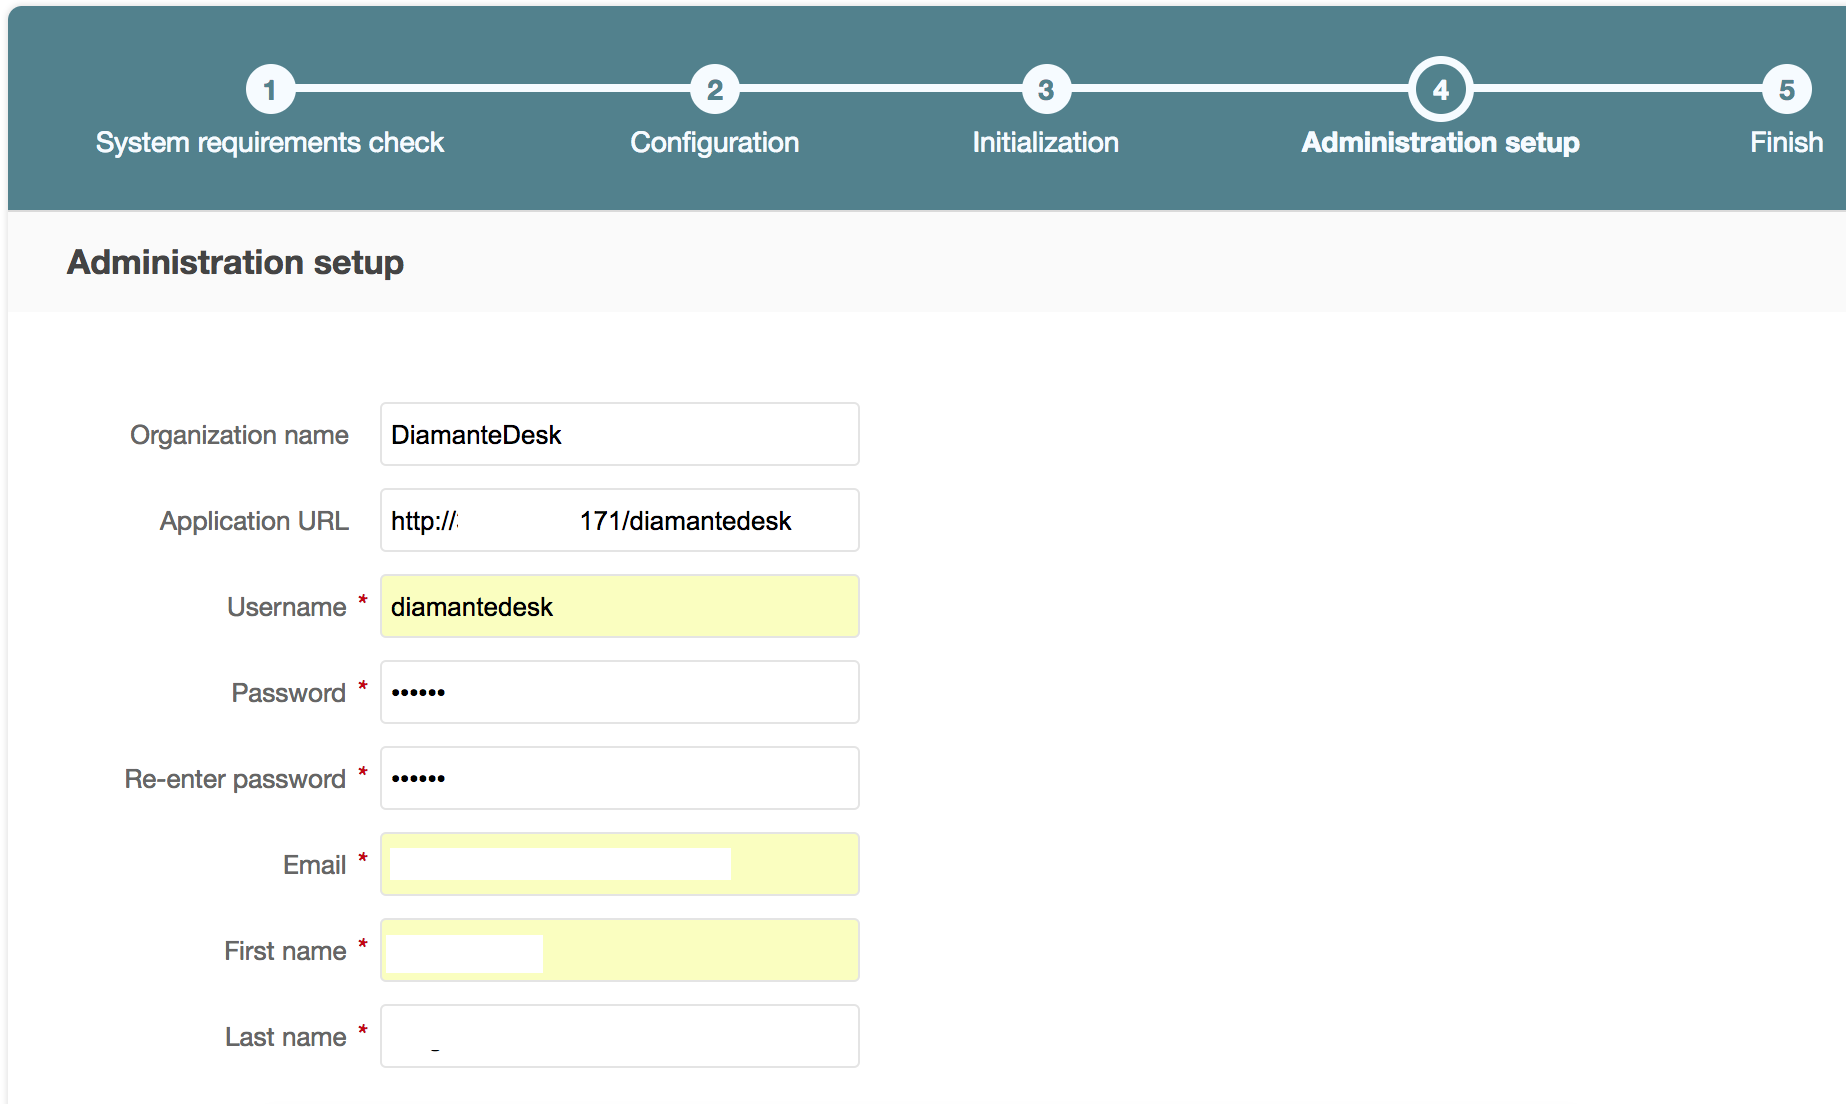 1 2 3 4 5
System requirements check Configuration Initialization Administration setup Finish
Administration setup
Organization name DiamanteDesk
Application URL http:// 171/diamantedesk
Username * diamantedesk
Password * ••••••
Re-enter password * ••••••
Email *
First name *
Last name *